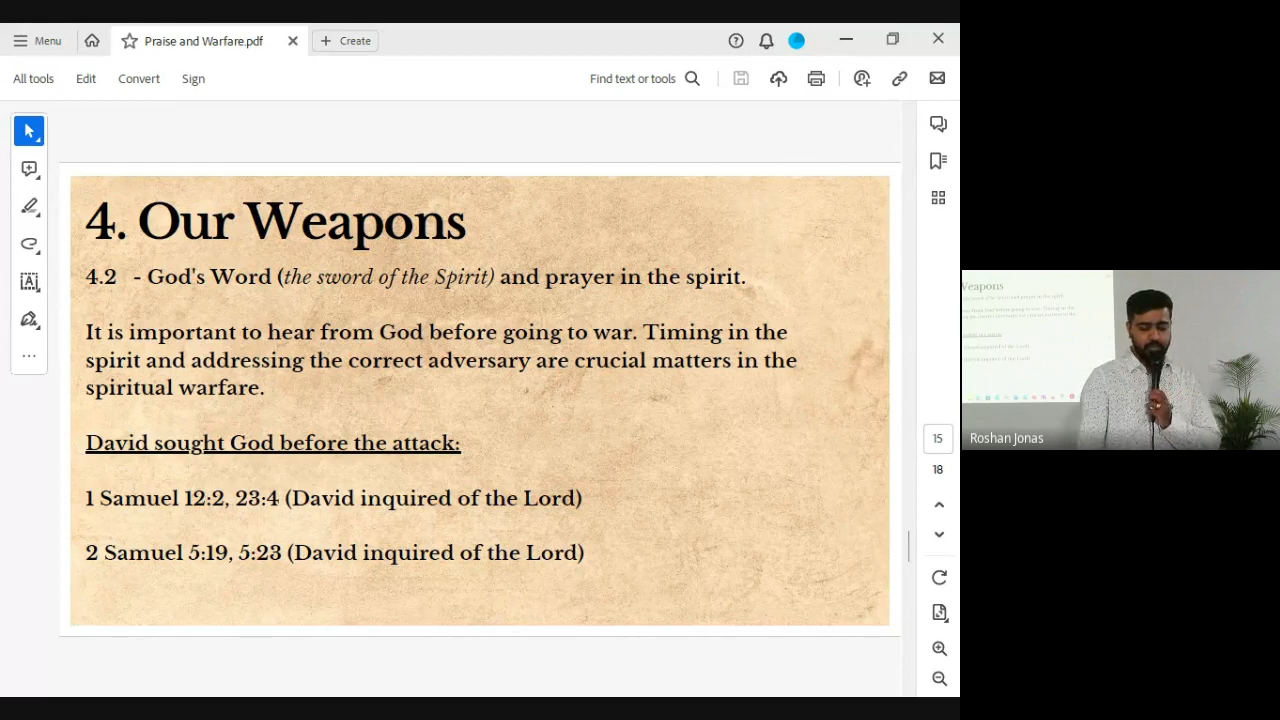 Menu
Praise and Warfare.pdf
Create
All tools
Edit
Convert
Sign
Find text or tools
4. Our Weapons
4.2 - God's Word (the sword of the Spirit) and prayer in the spirit.
It is important to hear from God before going to war. Timing in the
spirit and addressing the correct adversary are crucial matters in the
spiritual warfare.
David sought God before the attack:
1 Samuel 12:2, 23:4 (David inquired of the Lord)
2 Samuel 5:19, 5:23 (David inquired of the Lord)
15
18
Weapons
Roshan Jonas